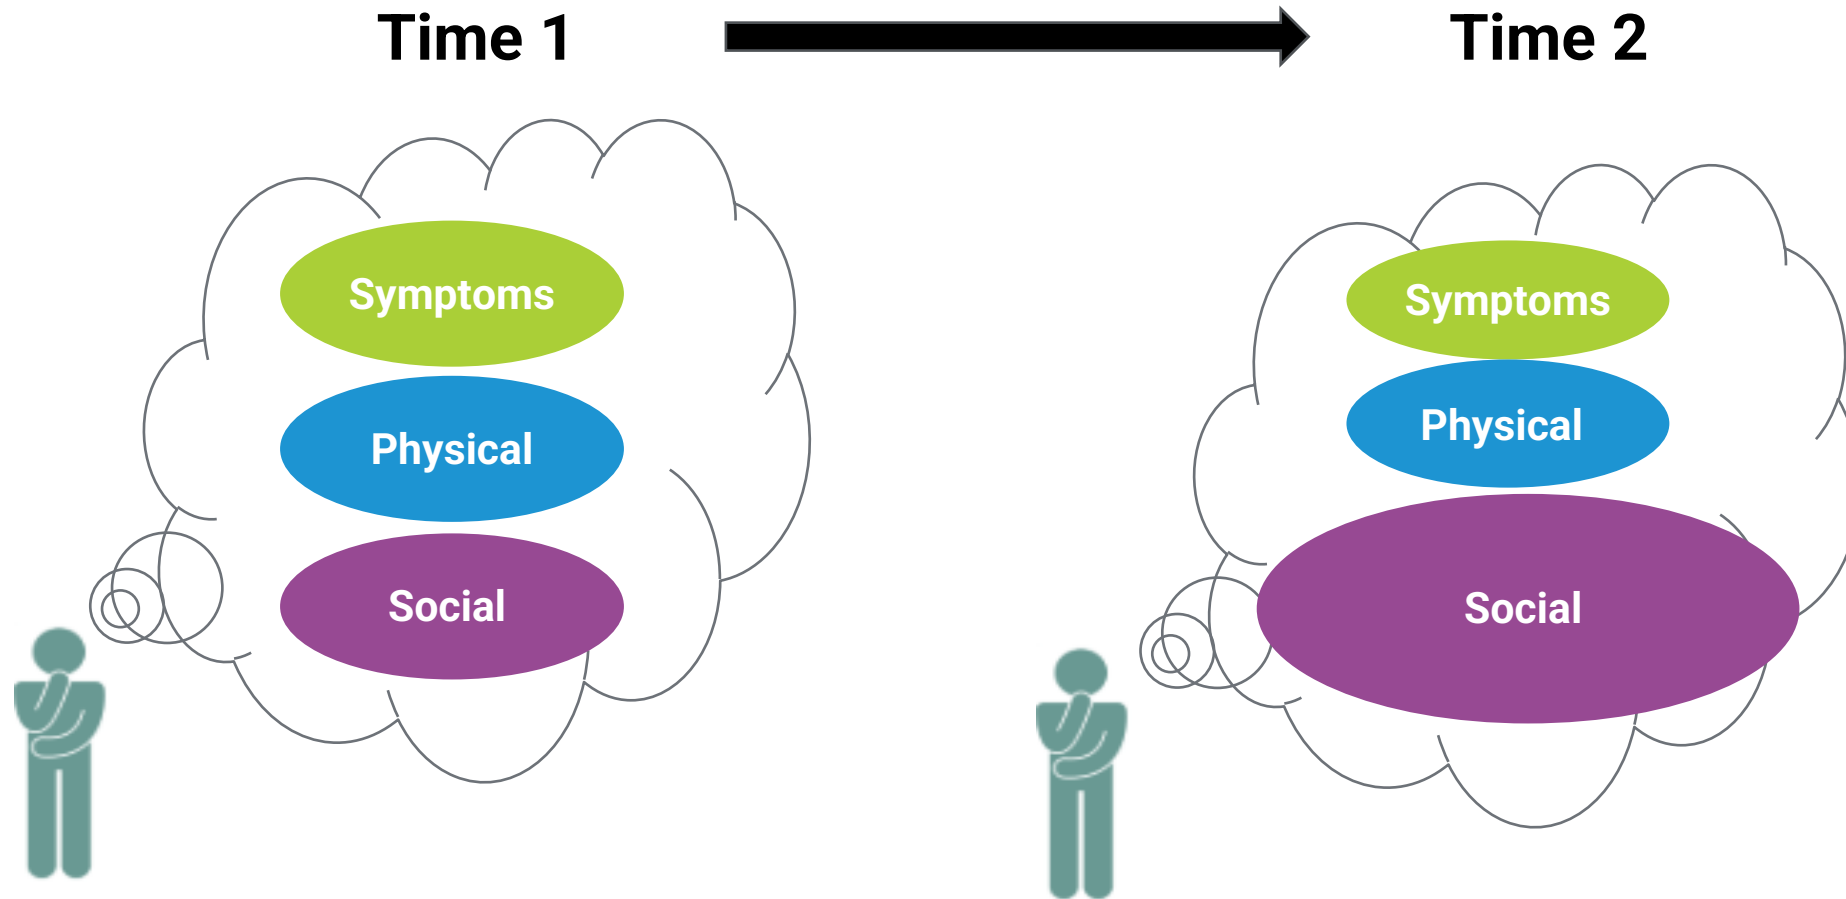 Time 1
Time 2
Symptoms
Physical
Social
Symptoms
Physical
Social